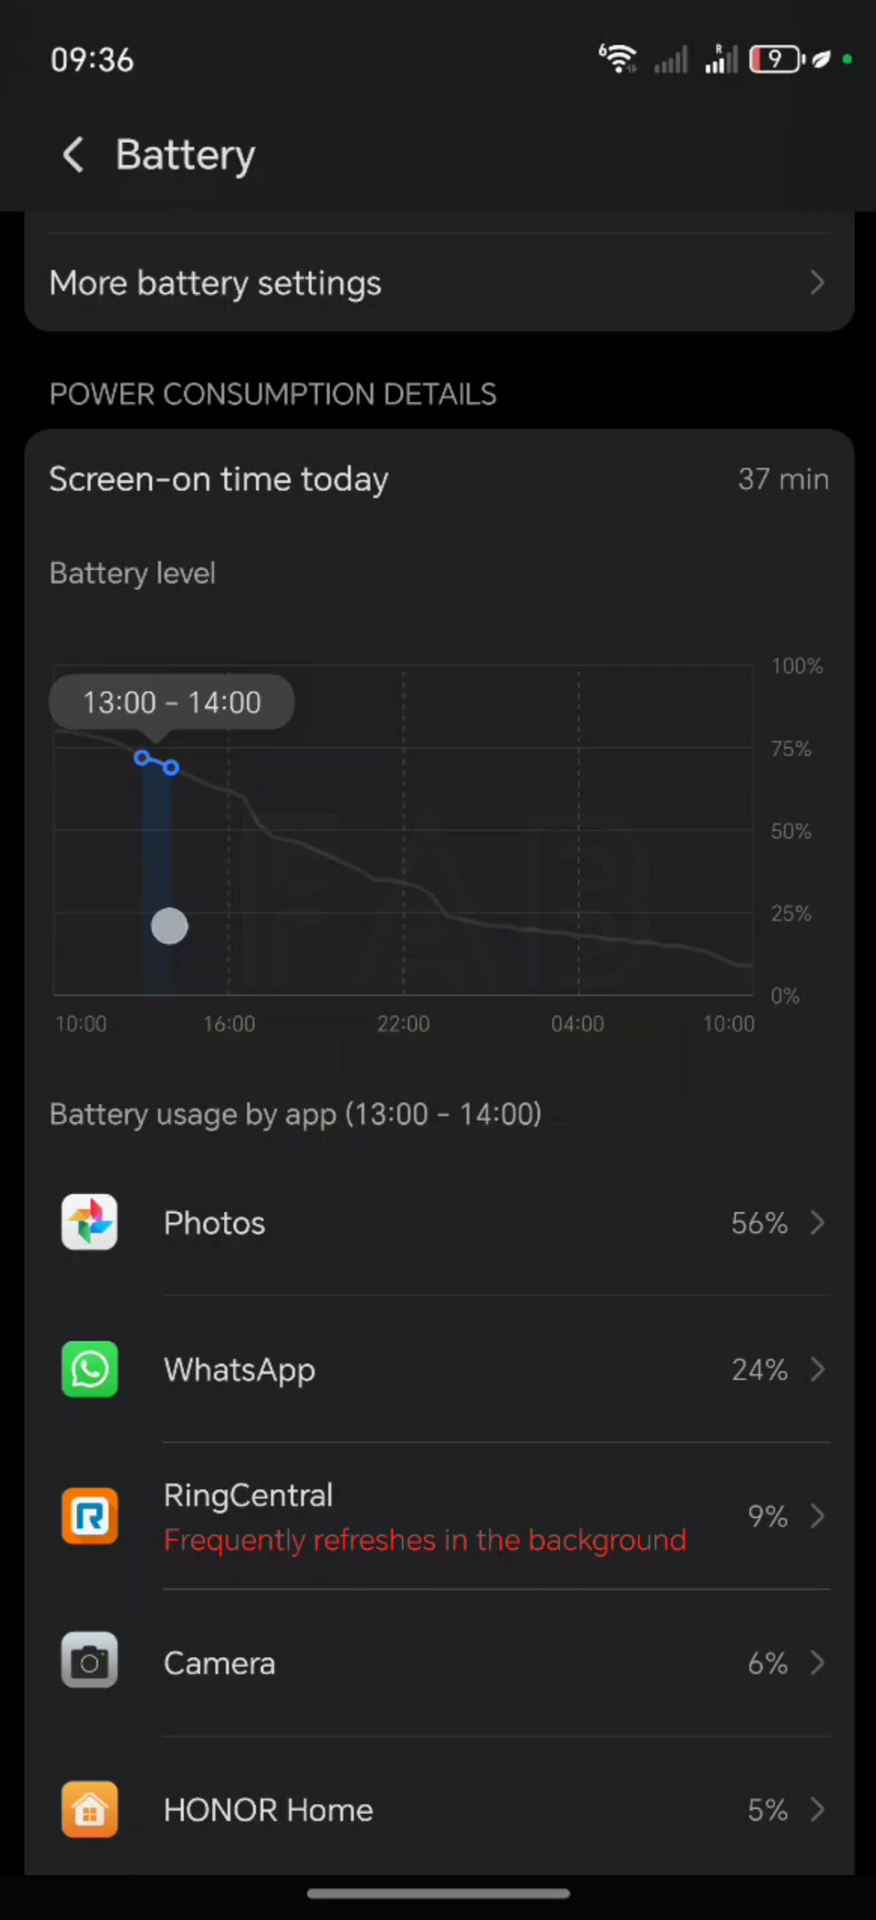 09:36
6
R
9
Battery
More battery settings
POWER CONSUMPTION DETAILS
Screen-on time today
37 min
Battery level
100%
13:00 - 14:00
75%
50%
25%
0%
10:00
16:00
22:00
04:00
10:00
Battery usage by app (13:00 - 14:00)
Photos
56%
WhatsApp
24%
RingCentral
Frequently refreshes in the background
9%
Camera
6%
HONOR Home
5%